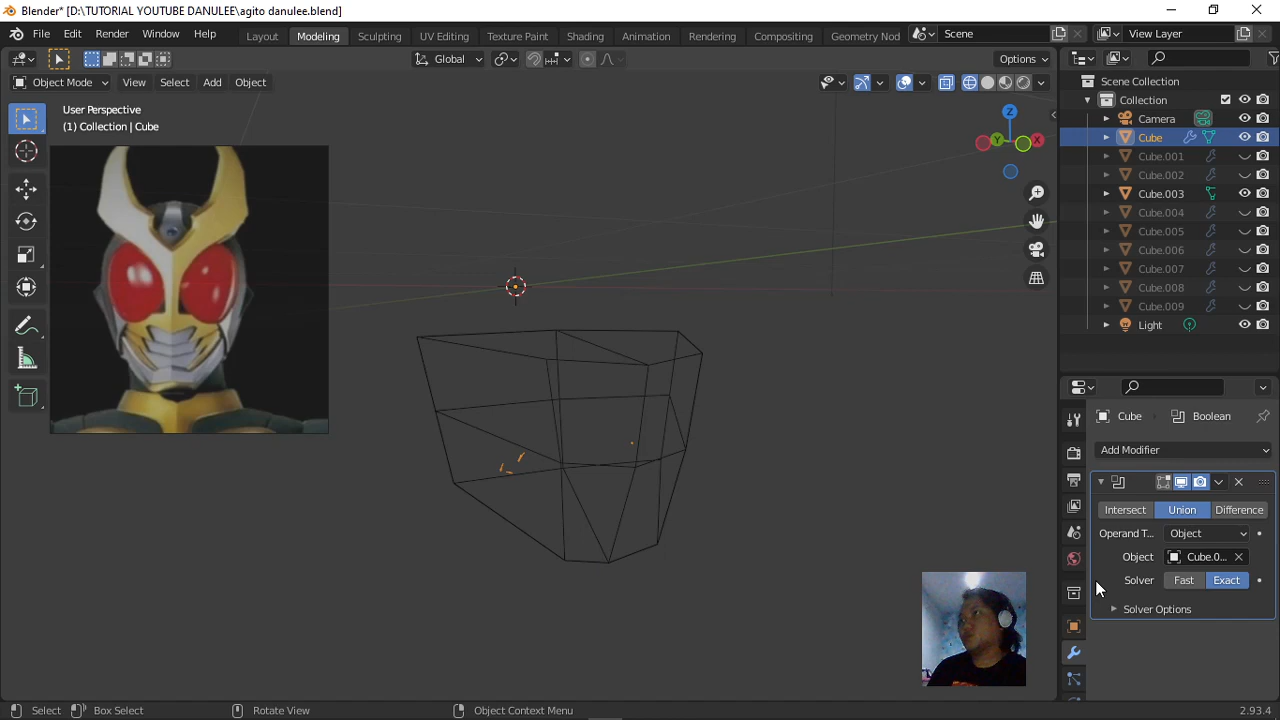 Blender* [D:\TUTORIAL YOUTUBE DANULEE\agito danulee.blend]
File Edit Render Window Help Layout Modeling Sculpting UV Editing Texture Paint Shading Animation Rendering Compositing Geometry Nod Scene View Layer
Global Options
Object Mode View Select Add Object
User Perspective
(1) Collection | Cube
Z
Y
X
Scene Collection
Collection
Camera
Cube
Cube.001
Cube.002
Cube.003
Cube.004
Cube.005
Cube.006
Cube.007
Cube.008
Cube.009
Light
Cube Boolean
Add Modifier
Intersect Union Difference
Operand T... Object
Object Cube.0...
Solver Fast Exact
Solver Options
Select Box Select Rotate View Object Context Menu 2.93.4